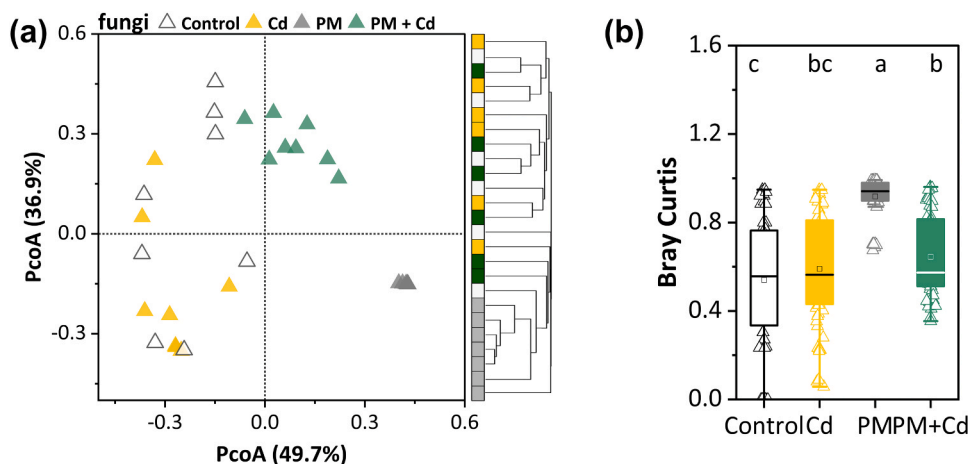 (a)
fungi Control Cd PM PM + Cd
0.6
0.3
0.0
-0.3
PcoA (36.9%)
-0.3 0.0 0.3 0.6
PcoA (49.7%)
(b)
1.6
1.2
0.8
0.4
0.0
Bray Curtis
c bc a b
Control Cd PM PM+Cd